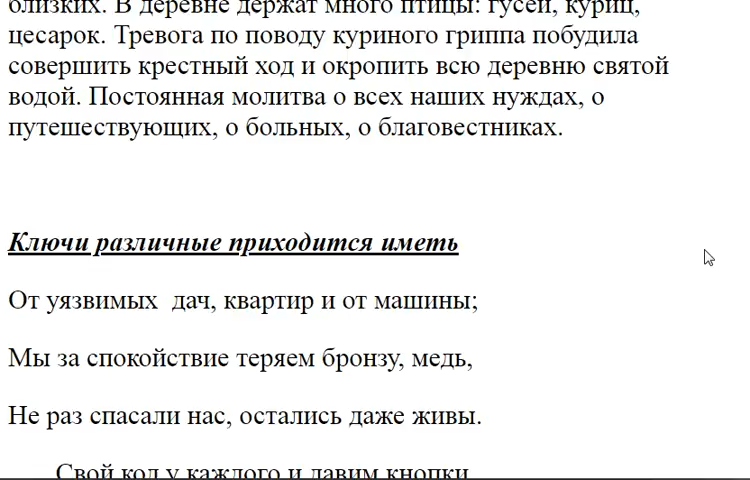 близких. В деревне держат много птицы: гусей, куриц,
цесарок. Тревога по поводу куриного гриппа побудила
совершить крестный ход и окропить всю деревню святой
водой. Постоянная молитва о всех наших нуждах, о
путешествующих, о больных, о благовестниках.
Ключи различные приходится иметь
От уязвимых  дач, квартир и от машины;
Мы за спокойствие теряем бронзу, медь,
Не раз спасали нас, остались даже живы.
Свой код у каждого и давим кнопки